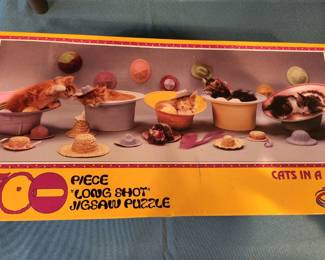 PIECE
"LONG SHOT"
JIGSAW PUZZLE
CATS IN A